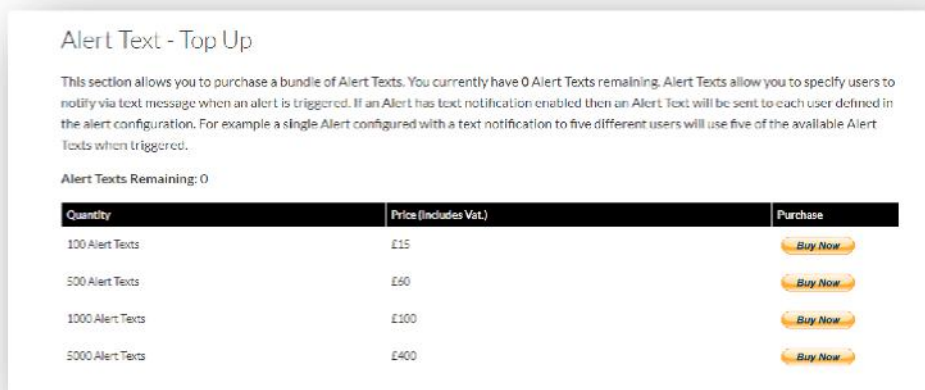 Alert Text - Top Up
This section allows you to purchase a bundle of Alert Texts. You currently have 0 Alert Texts remaining. Alert Texts allow you to specify users to
notify via text message when an alert is triggered. If an Alert has text notification enabled then an Alert Text will be sent to each user defined in
the alert configuration. For example a single Alert configured with a text notification to five different users will use five of the available Alert
Texts when triggered.
Alert Texts Remaining: 0
Quantity Price (Includes Vat.) Purchase
100 Alert Texts £15 Buy Now
500 Alert Texts £60 Buy Now
1000 Alert Texts £100 Buy Now
5000 Alert Texts £400 Buy Now